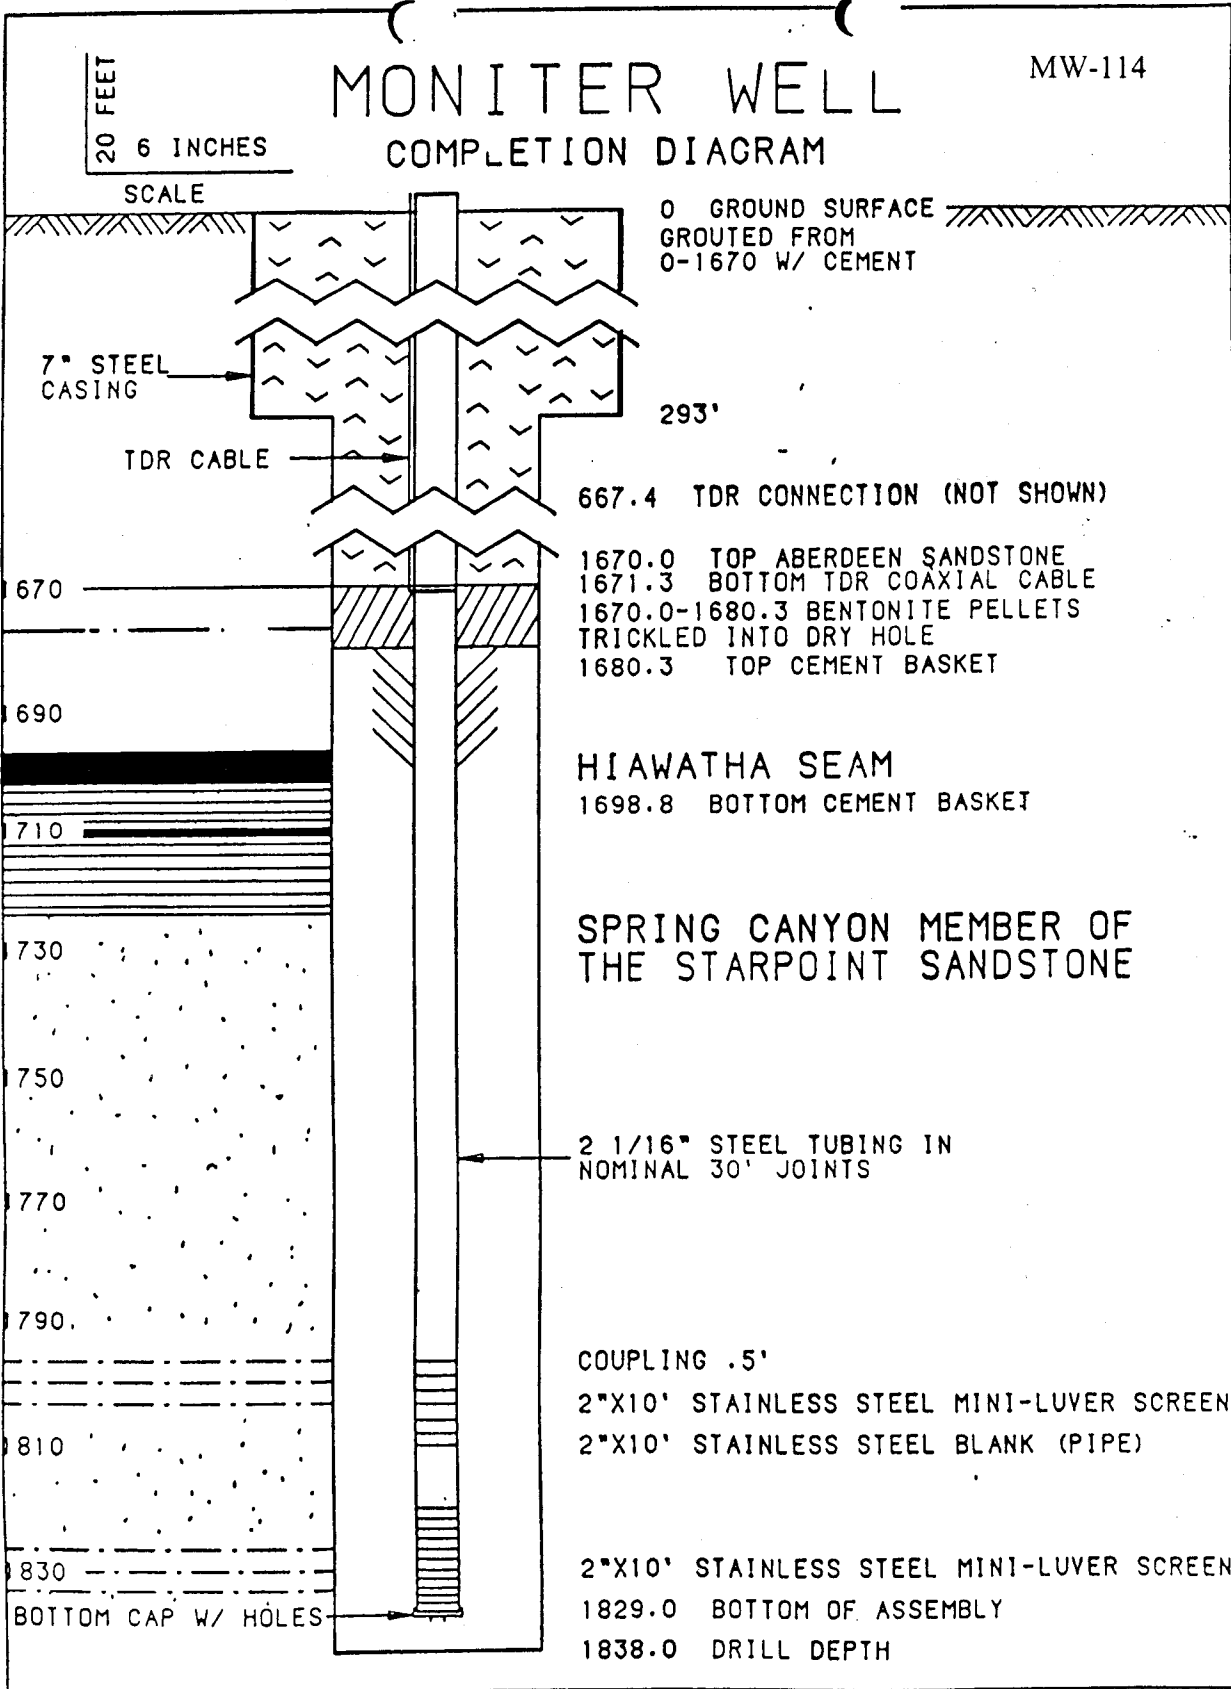 MW-114
MONITER WELL
COMPLETION DIAGRAM
20 FEET
6 INCHES
SCALE
0 GROUND SURFACE
GROUTED FROM
0-1670 W/ CEMENT
7" STEEL
CASING
293'
TDR CABLE
667.4 TDR CONNECTION (NOT SHOWN)
1670.0 TOP ABERDEEN SANDSTONE
1671.3 BOTTOM TDR COAXIAL CABLE
1670.0-1680.3 BENTONITE PELLETS
TRICKLED INTO DRY HOLE
1680.3 TOP CEMENT BASKET
1670
1690
HIAWATHA SEAM
1698.8 BOTTOM CEMENT BASKET
1710
SPRING CANYON MEMBER OF
THE STARPOINT SANDSTONE
1730
1750
2 1/16" STEEL TUBING IN
NOMINAL 30' JOINTS
1770
1790
COUPLING .5'
2"X10' STAINLESS STEEL MINI-LUVER SCREEN
2"X10' STAINLESS STEEL BLANK (PIPE)
1810
1830
2"X10' STAINLESS STEEL MINI-LUVER SCREEN
BOTTOM CAP W/ HOLES
1829.0 BOTTOM OF ASSEMBLY
1838.0 DRILL DEPTH